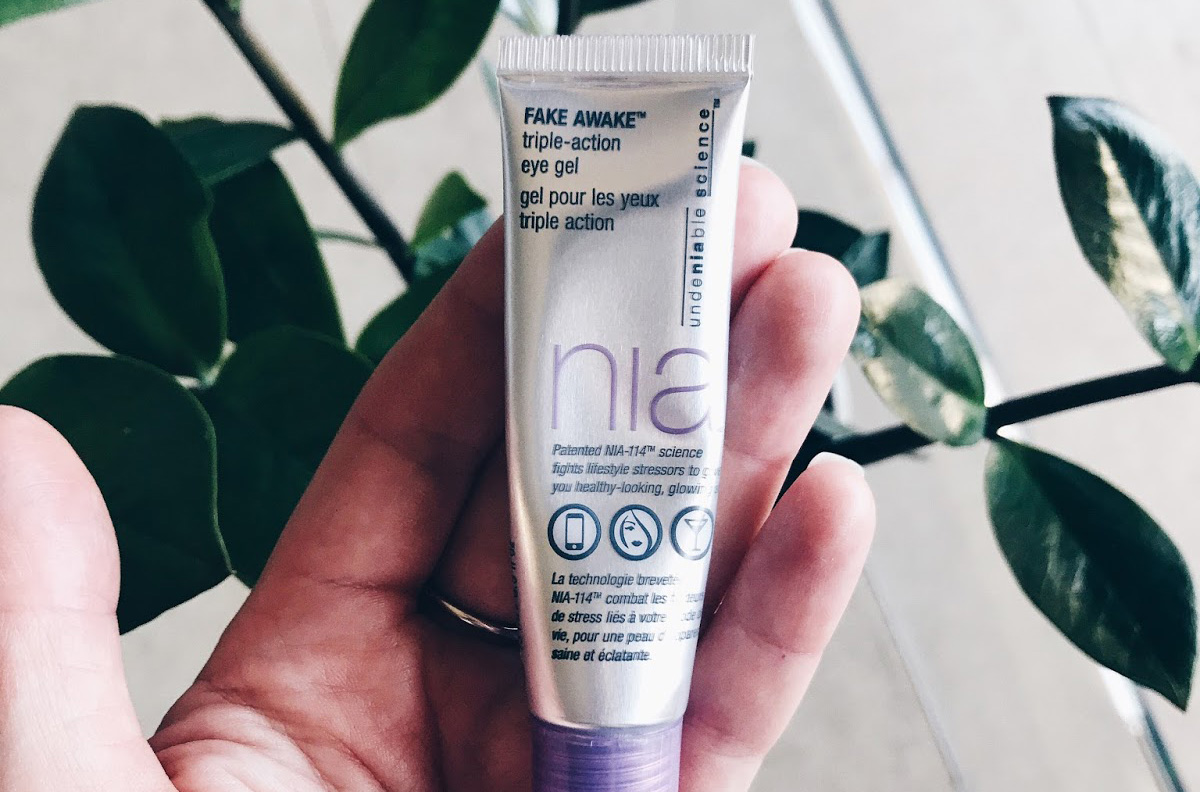 FAKE AWAKE™
triple-action
eye gel
gel pour les yeux
triple action
undeniable science™
nia
Patented NIA-114™ science
fights lifestyle stressors to
you healthy-looking,
La technologie
NIA-114™ combat les
de stress liés à votre
vie, pour une peau
saine et éclatante.